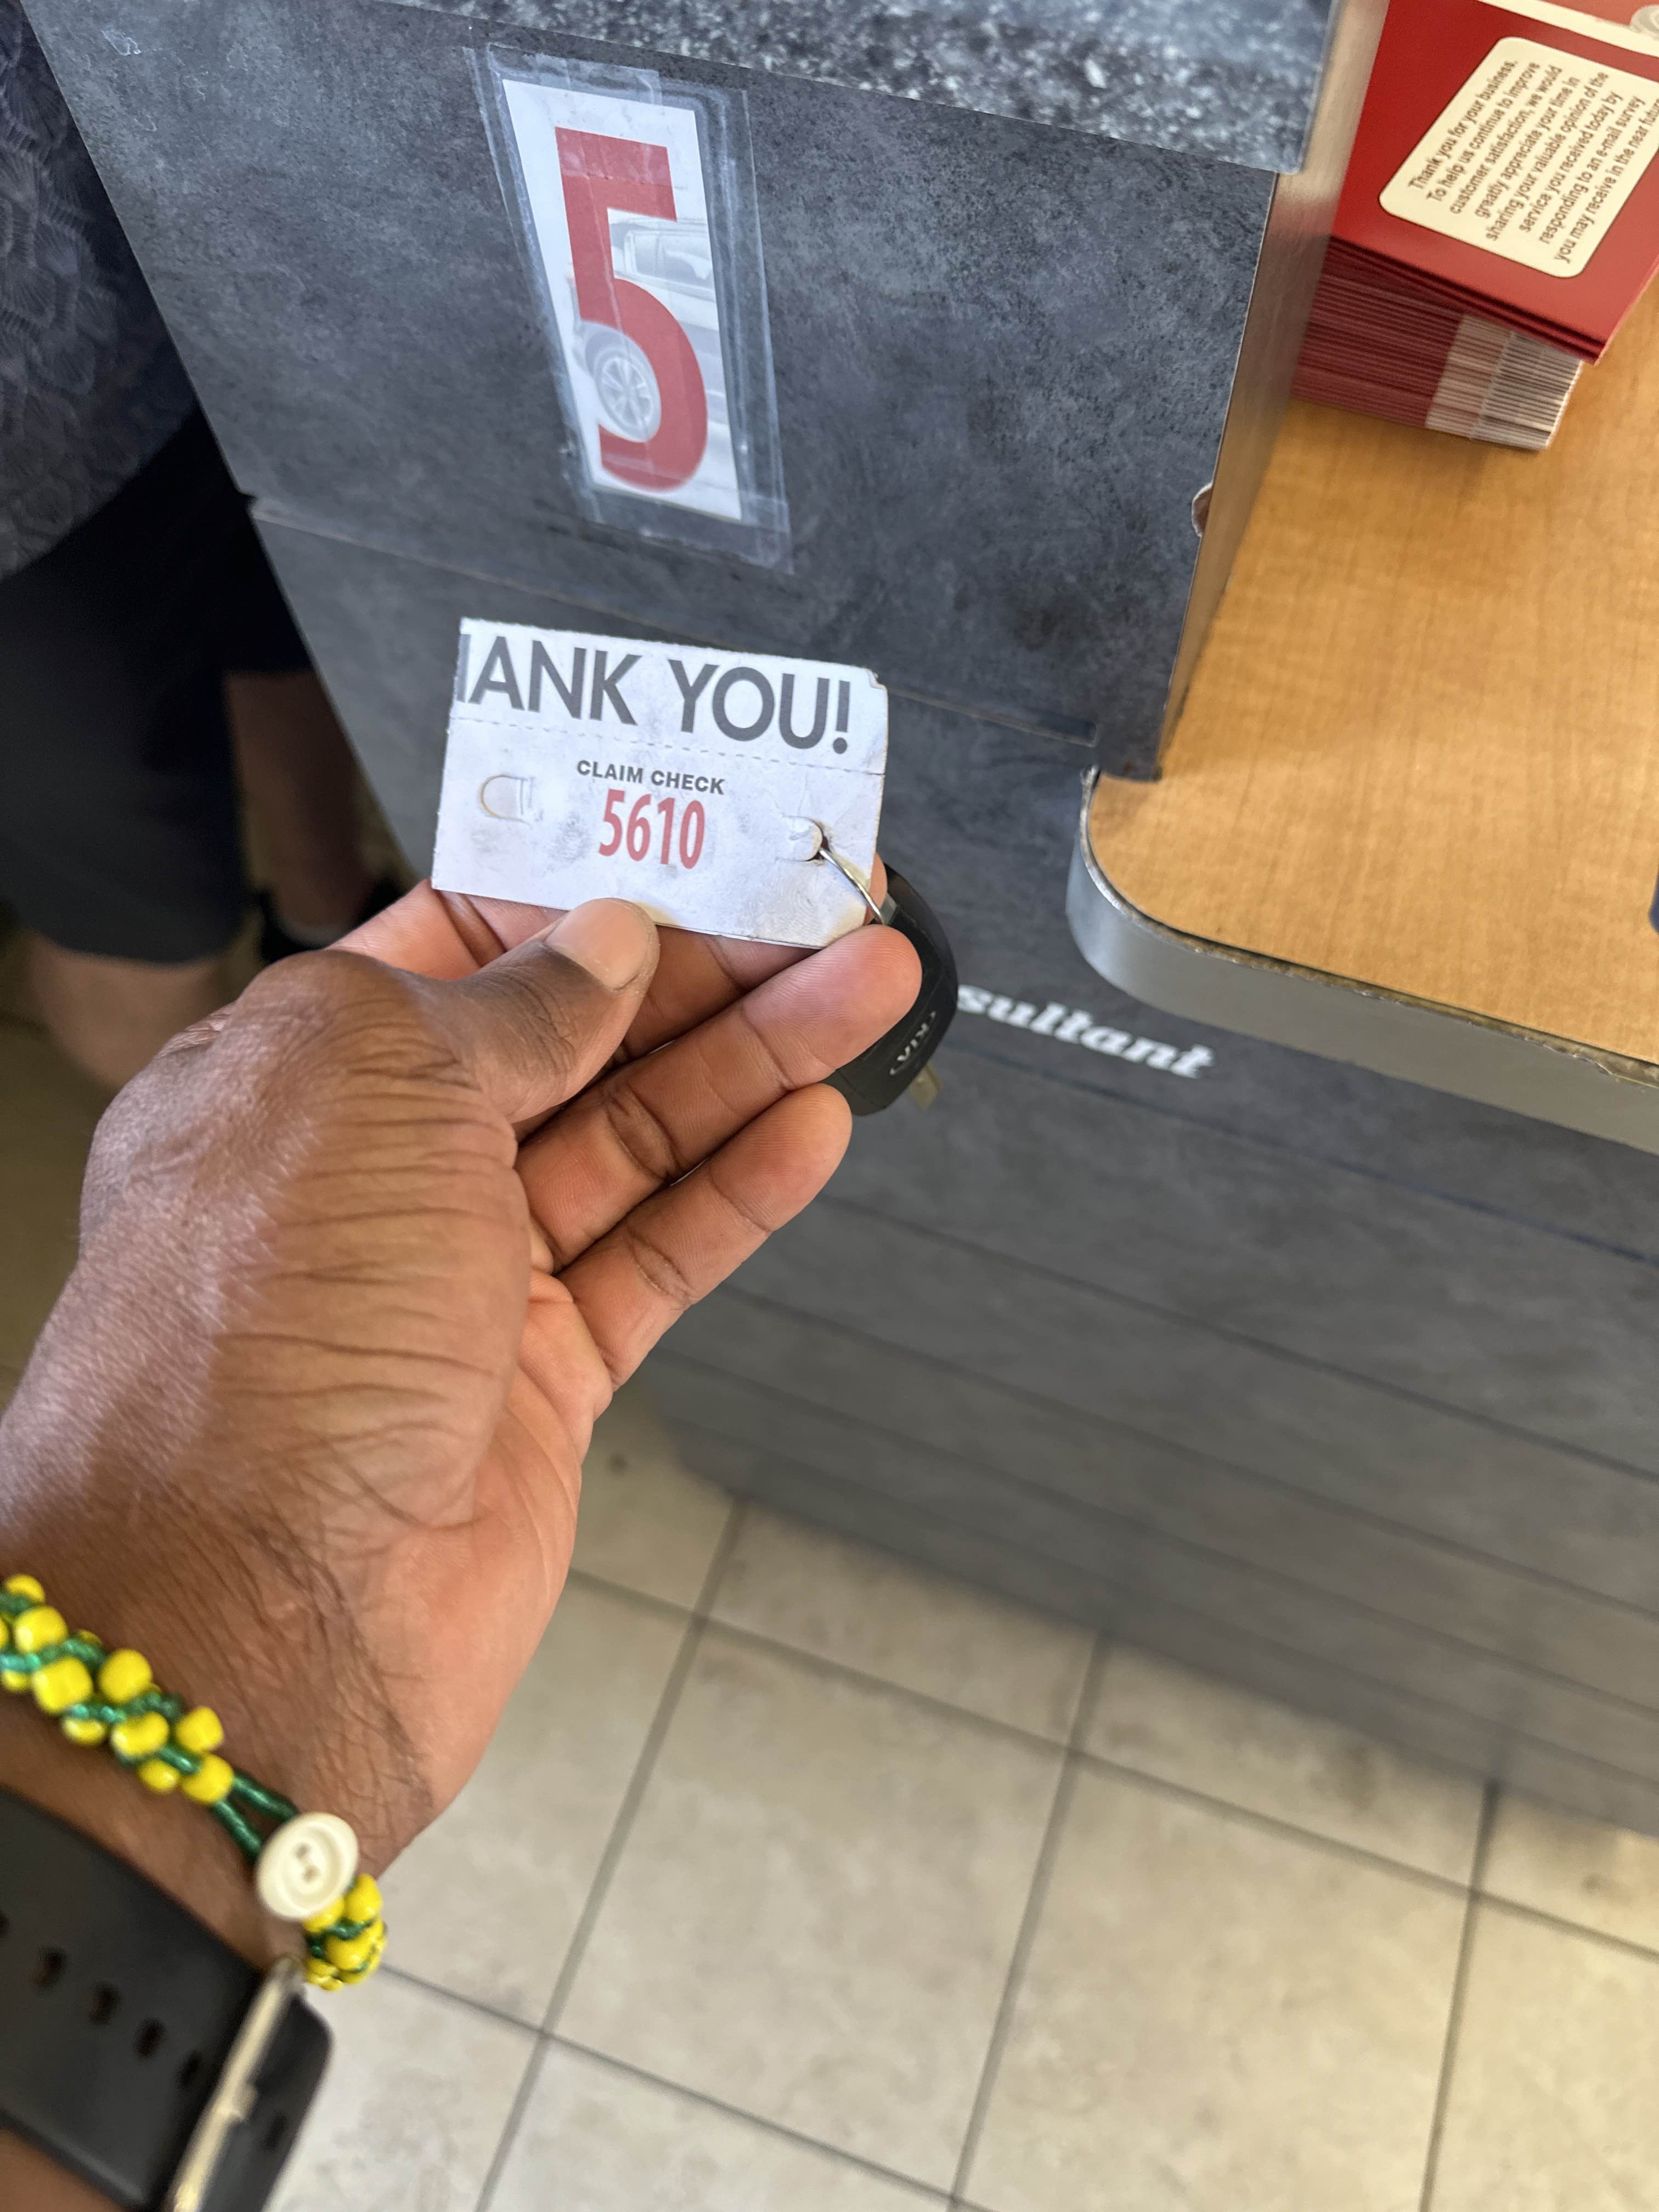 5
Thank you for your business.
To help us continue to improve
customer satisfaction, we would
greatly appreciate your time in
sharing your valuable opinion of the
service you received today by
responding to an e-mail survey
you may receive in the near
ANK YOU!
CLAIM CHECK
5610
KIA
sultant